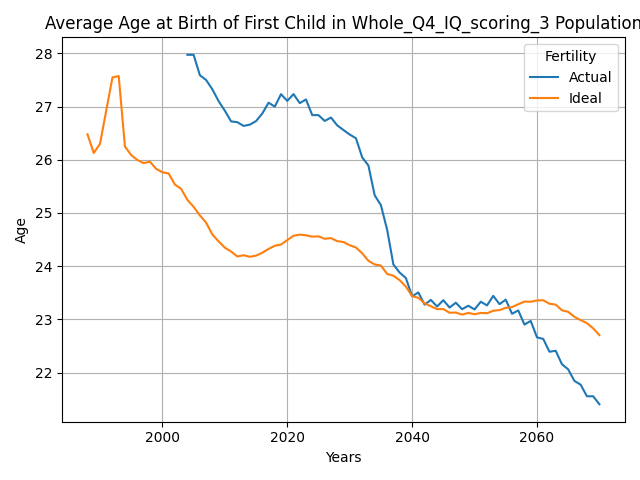 Average Age at Birth of First Child in Whole_Q4_IQ_scoring_3 Population
Fertility
Actual
Ideal
28
27
26
25
24
23
22
Age
2000
2020
2040
2060
Years